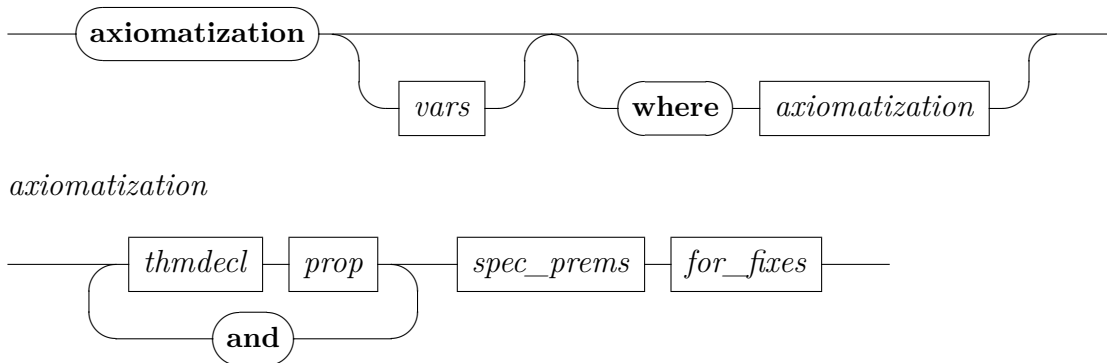 axiomatization
vars
where axiomatization
axiomatization
thmdecl prop spec_prems for_fixes
and